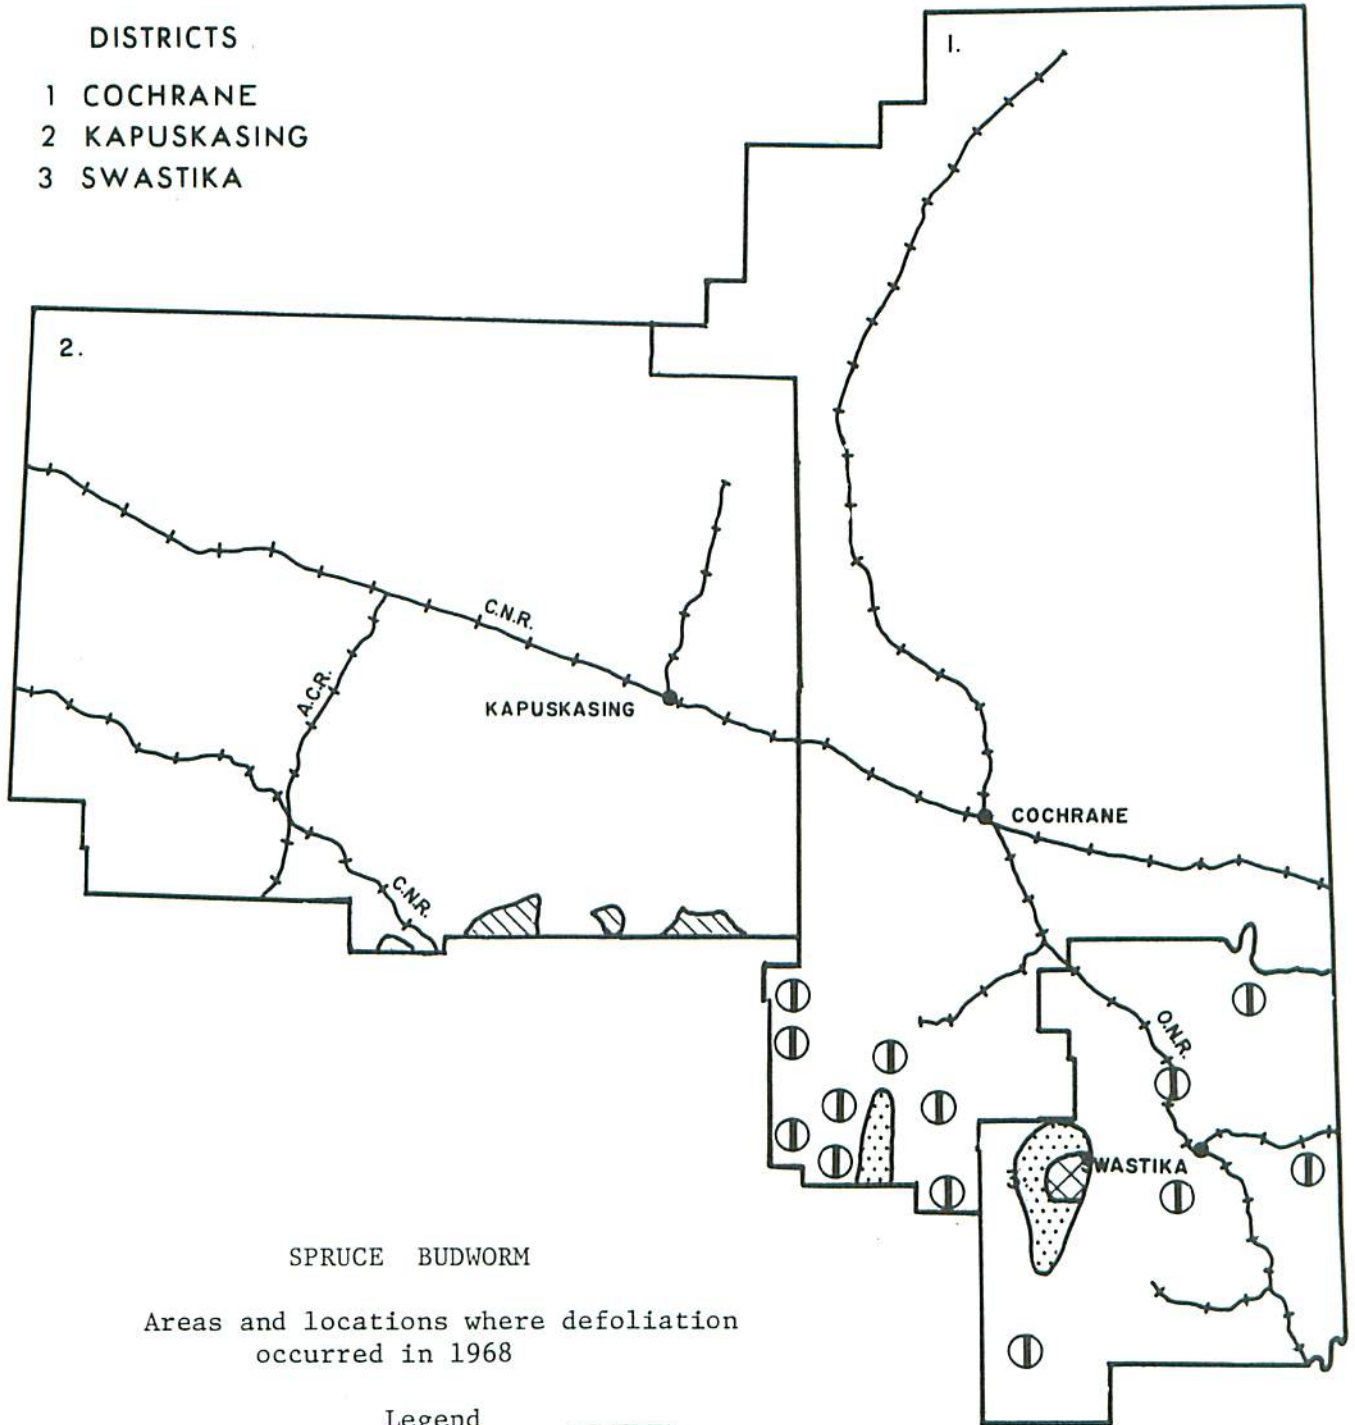 DISTRICTS
1 COCHRANE
2 KAPUSKASING
3 SWASTIKA
1.
2.
C.N.R.
A.C.R.
KAPUSKASING
COCHRANE
C.N.R.
O.N.R.
SWASTIKA
SPRUCE BUDWORM
Areas and locations where defoliation
occurred in 1968
Legend